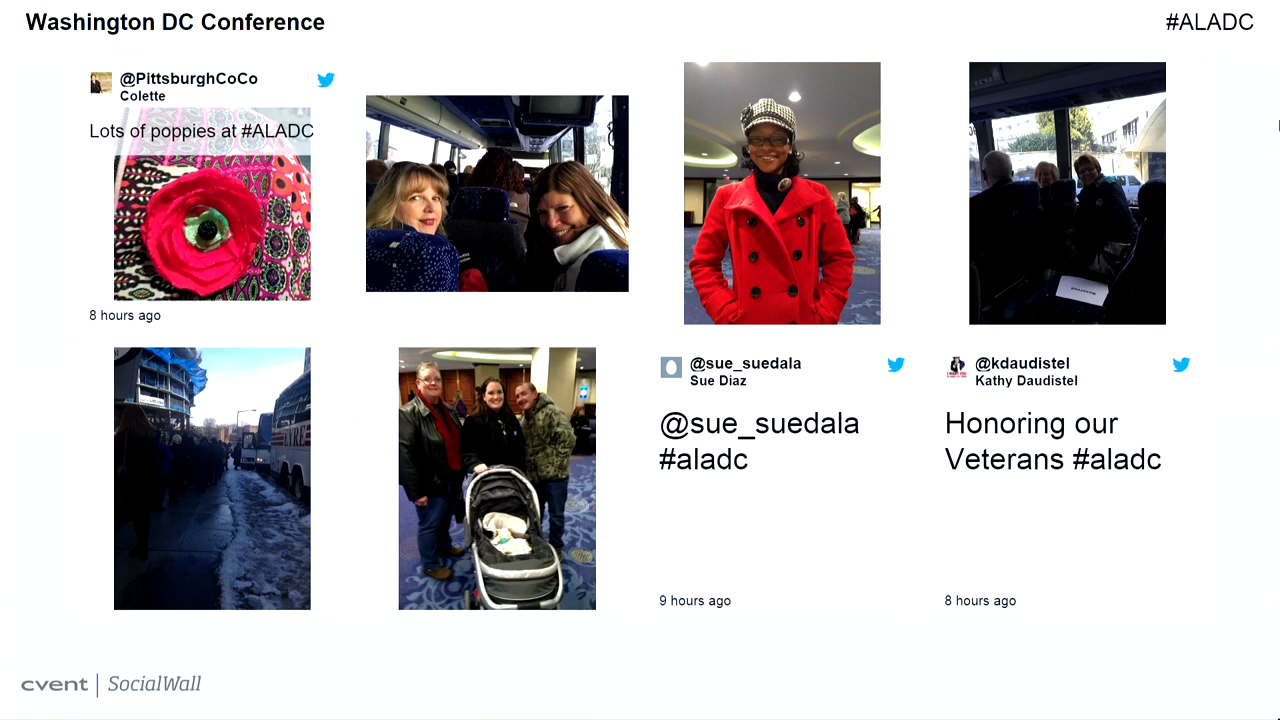 Washington DC Conference
#ALADC
@PittsburghCoCo
Colette
Lots of poppies at #ALADC
8 hours ago
@sue_suedala
Sue Diaz
@sue_suedala
#aladc
9 hours ago
@kdaudistel
Kathy Daudistel
Honoring our
Veterans #aladc
8 hours ago
cvent | SocialWall